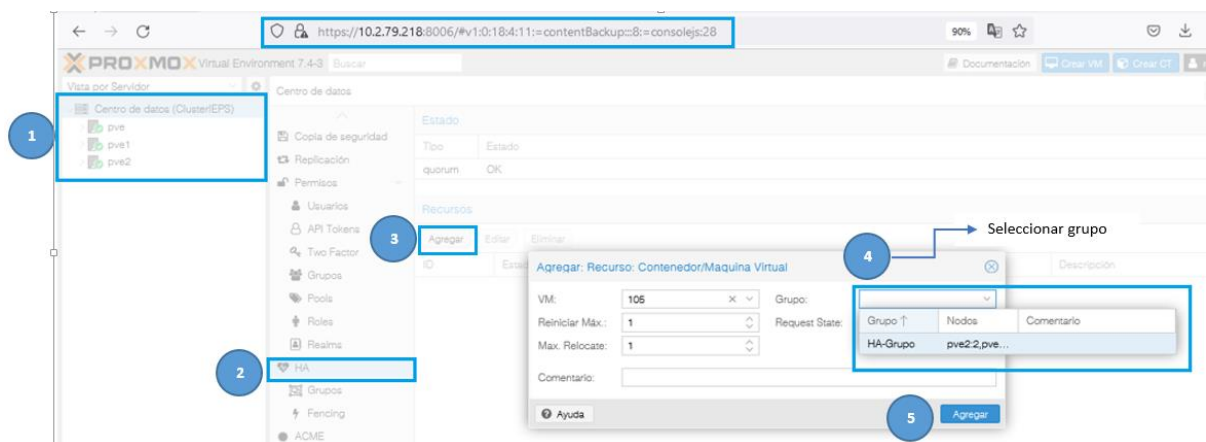 https://10.2.79.218:8006/#v1:0:18:4:11:=contentBackup:::8:=consolejs:28
90%
PROXMOX Virtual Environment 7.4-3 Buscar
Documentación Crear VM Crear CT
Vista por Servidor
Centro de datos
Centro de datos (ClusterIEPS)
pve
pve1
pve2
1
Copia de seguridad
Replicación
Permisos
Usuarios
API Tokens
Two Factor
Grupos
Pools
Roles
Realms
2
HA
Grupos
Fencing
ACME
Estado
Tipo Estado
quorum OK
Recursos
3
Agregar Editar Eliminar
ID
Descripción
4
Seleccionar grupo
Agregar: Recurso: Contenedor/Maquina Virtual
VM: 105
Grupo:
Reiniciar Máx.: 1
Request State:
Max. Relocate: 1
Grupo Nodos Comentario
HA-Grupo pve2:2,pve...
Comentario:
Ayuda
5
Agregar